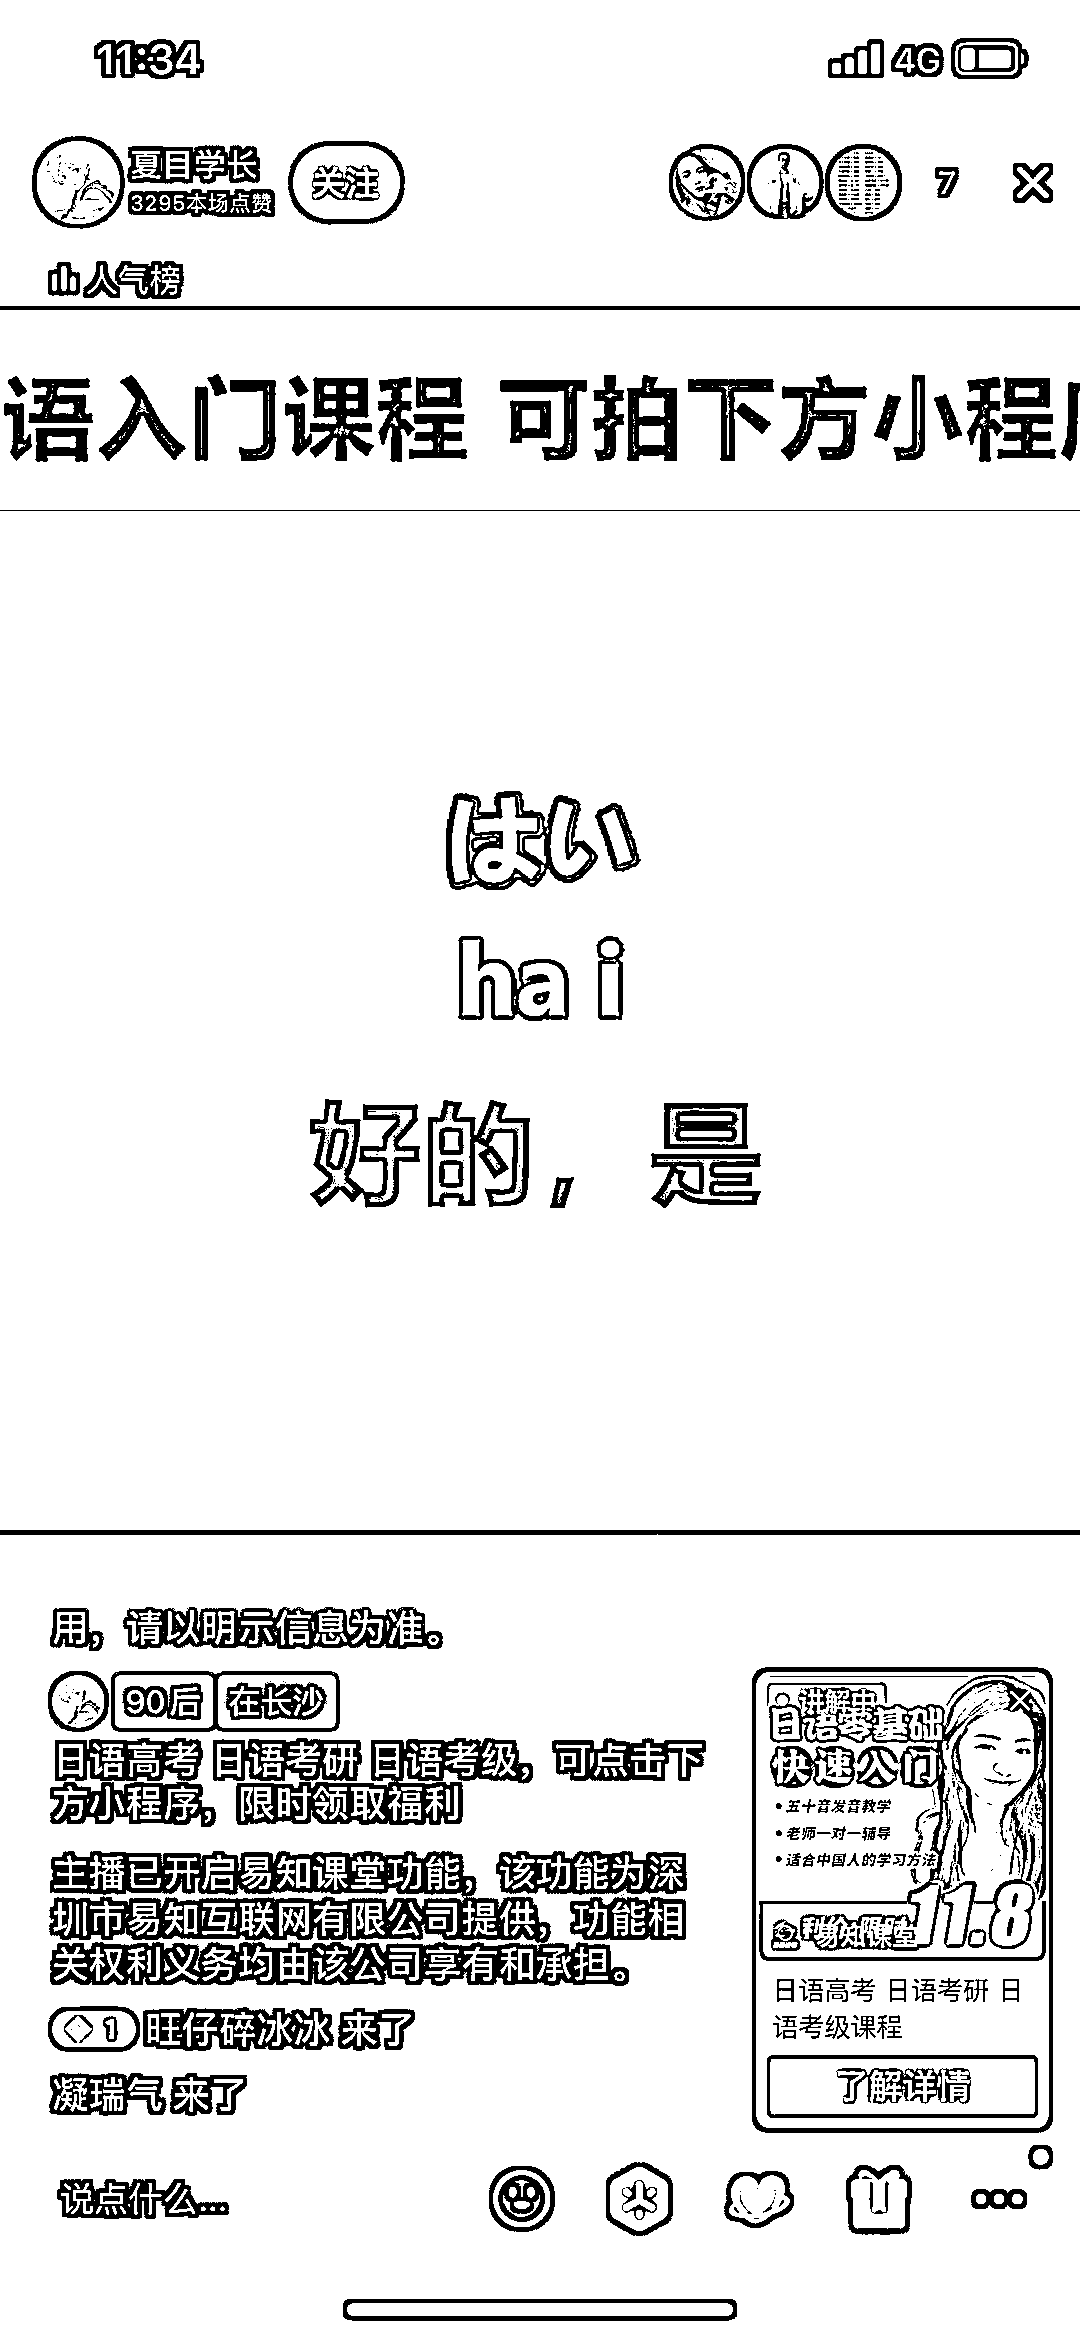 11:34
4G
夏目学长
3295本场点赞
关注
7
人气榜
语入门课程 可拍下方小程
はい
ha i
好的，是
用，请以明示信息为准。
90后 在长沙
日语高考 日语考研 日语考级，可点击下
方小程序，限时领取福利
主播已开启易知课堂功能，该功能为深
圳市易知互联网有限公司提供，功能相
关权利义务均由该公司享有和承担。
1 旺仔碎冰冰 来了
凝瑞气 来了
讲解中
日语零基础
快速入门
•五十音发音教学
•老师一对一辅导
•适合中国人的学习方法
易知课堂
11.8
日语高考 日语考研 日
语考级课程
了解详情
说点什么...